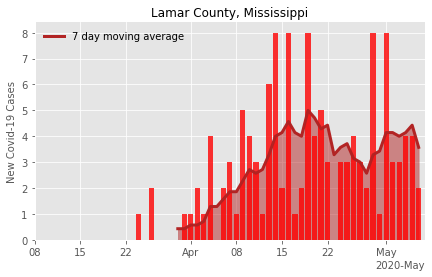 Lamar County, Mississippi
7 day moving average
New Covid-19 Cases
8
7
6
5
4
3
2
1
0
08 15 22 Apr 08 15 22 May
2020-May